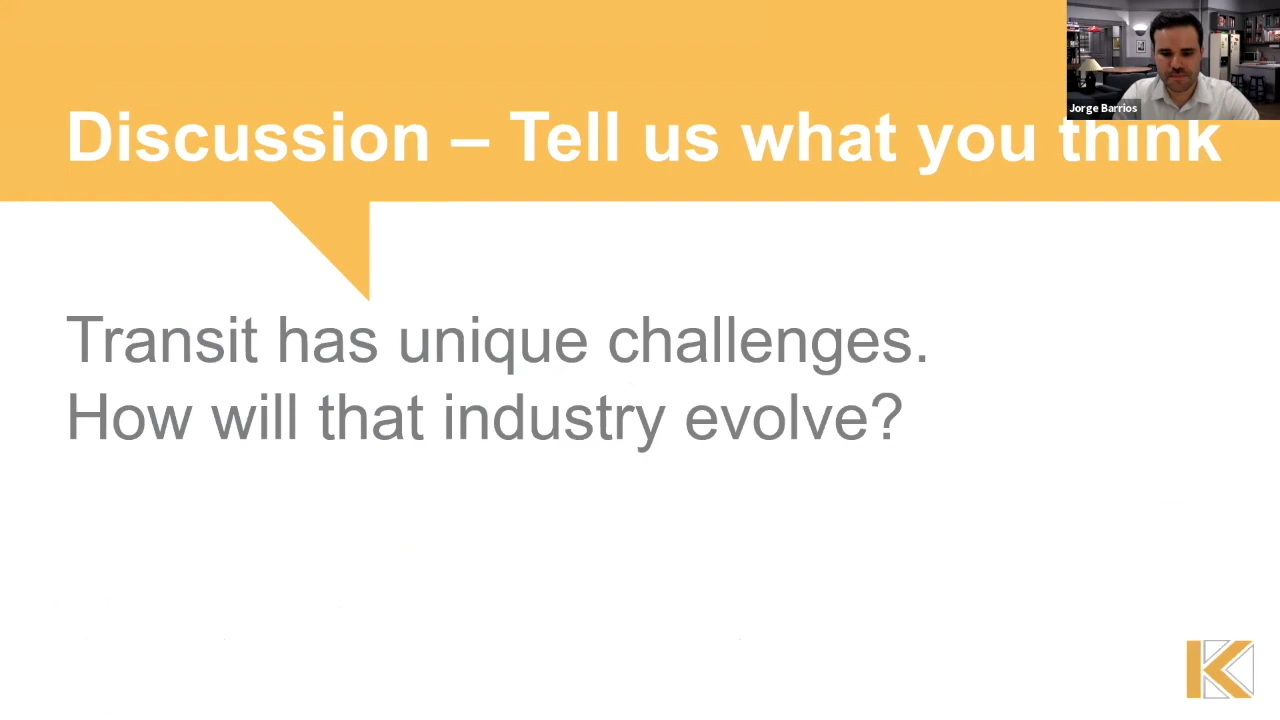 Jorge Barrios
Discussion – Tell us what you think
Transit has unique challenges.
How will that industry evolve?
K